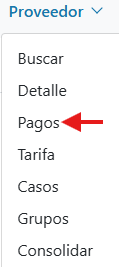 Proveedor
Buscar
Detalle
Pagos
Tarifa
Casos
Grupos
Consolidar